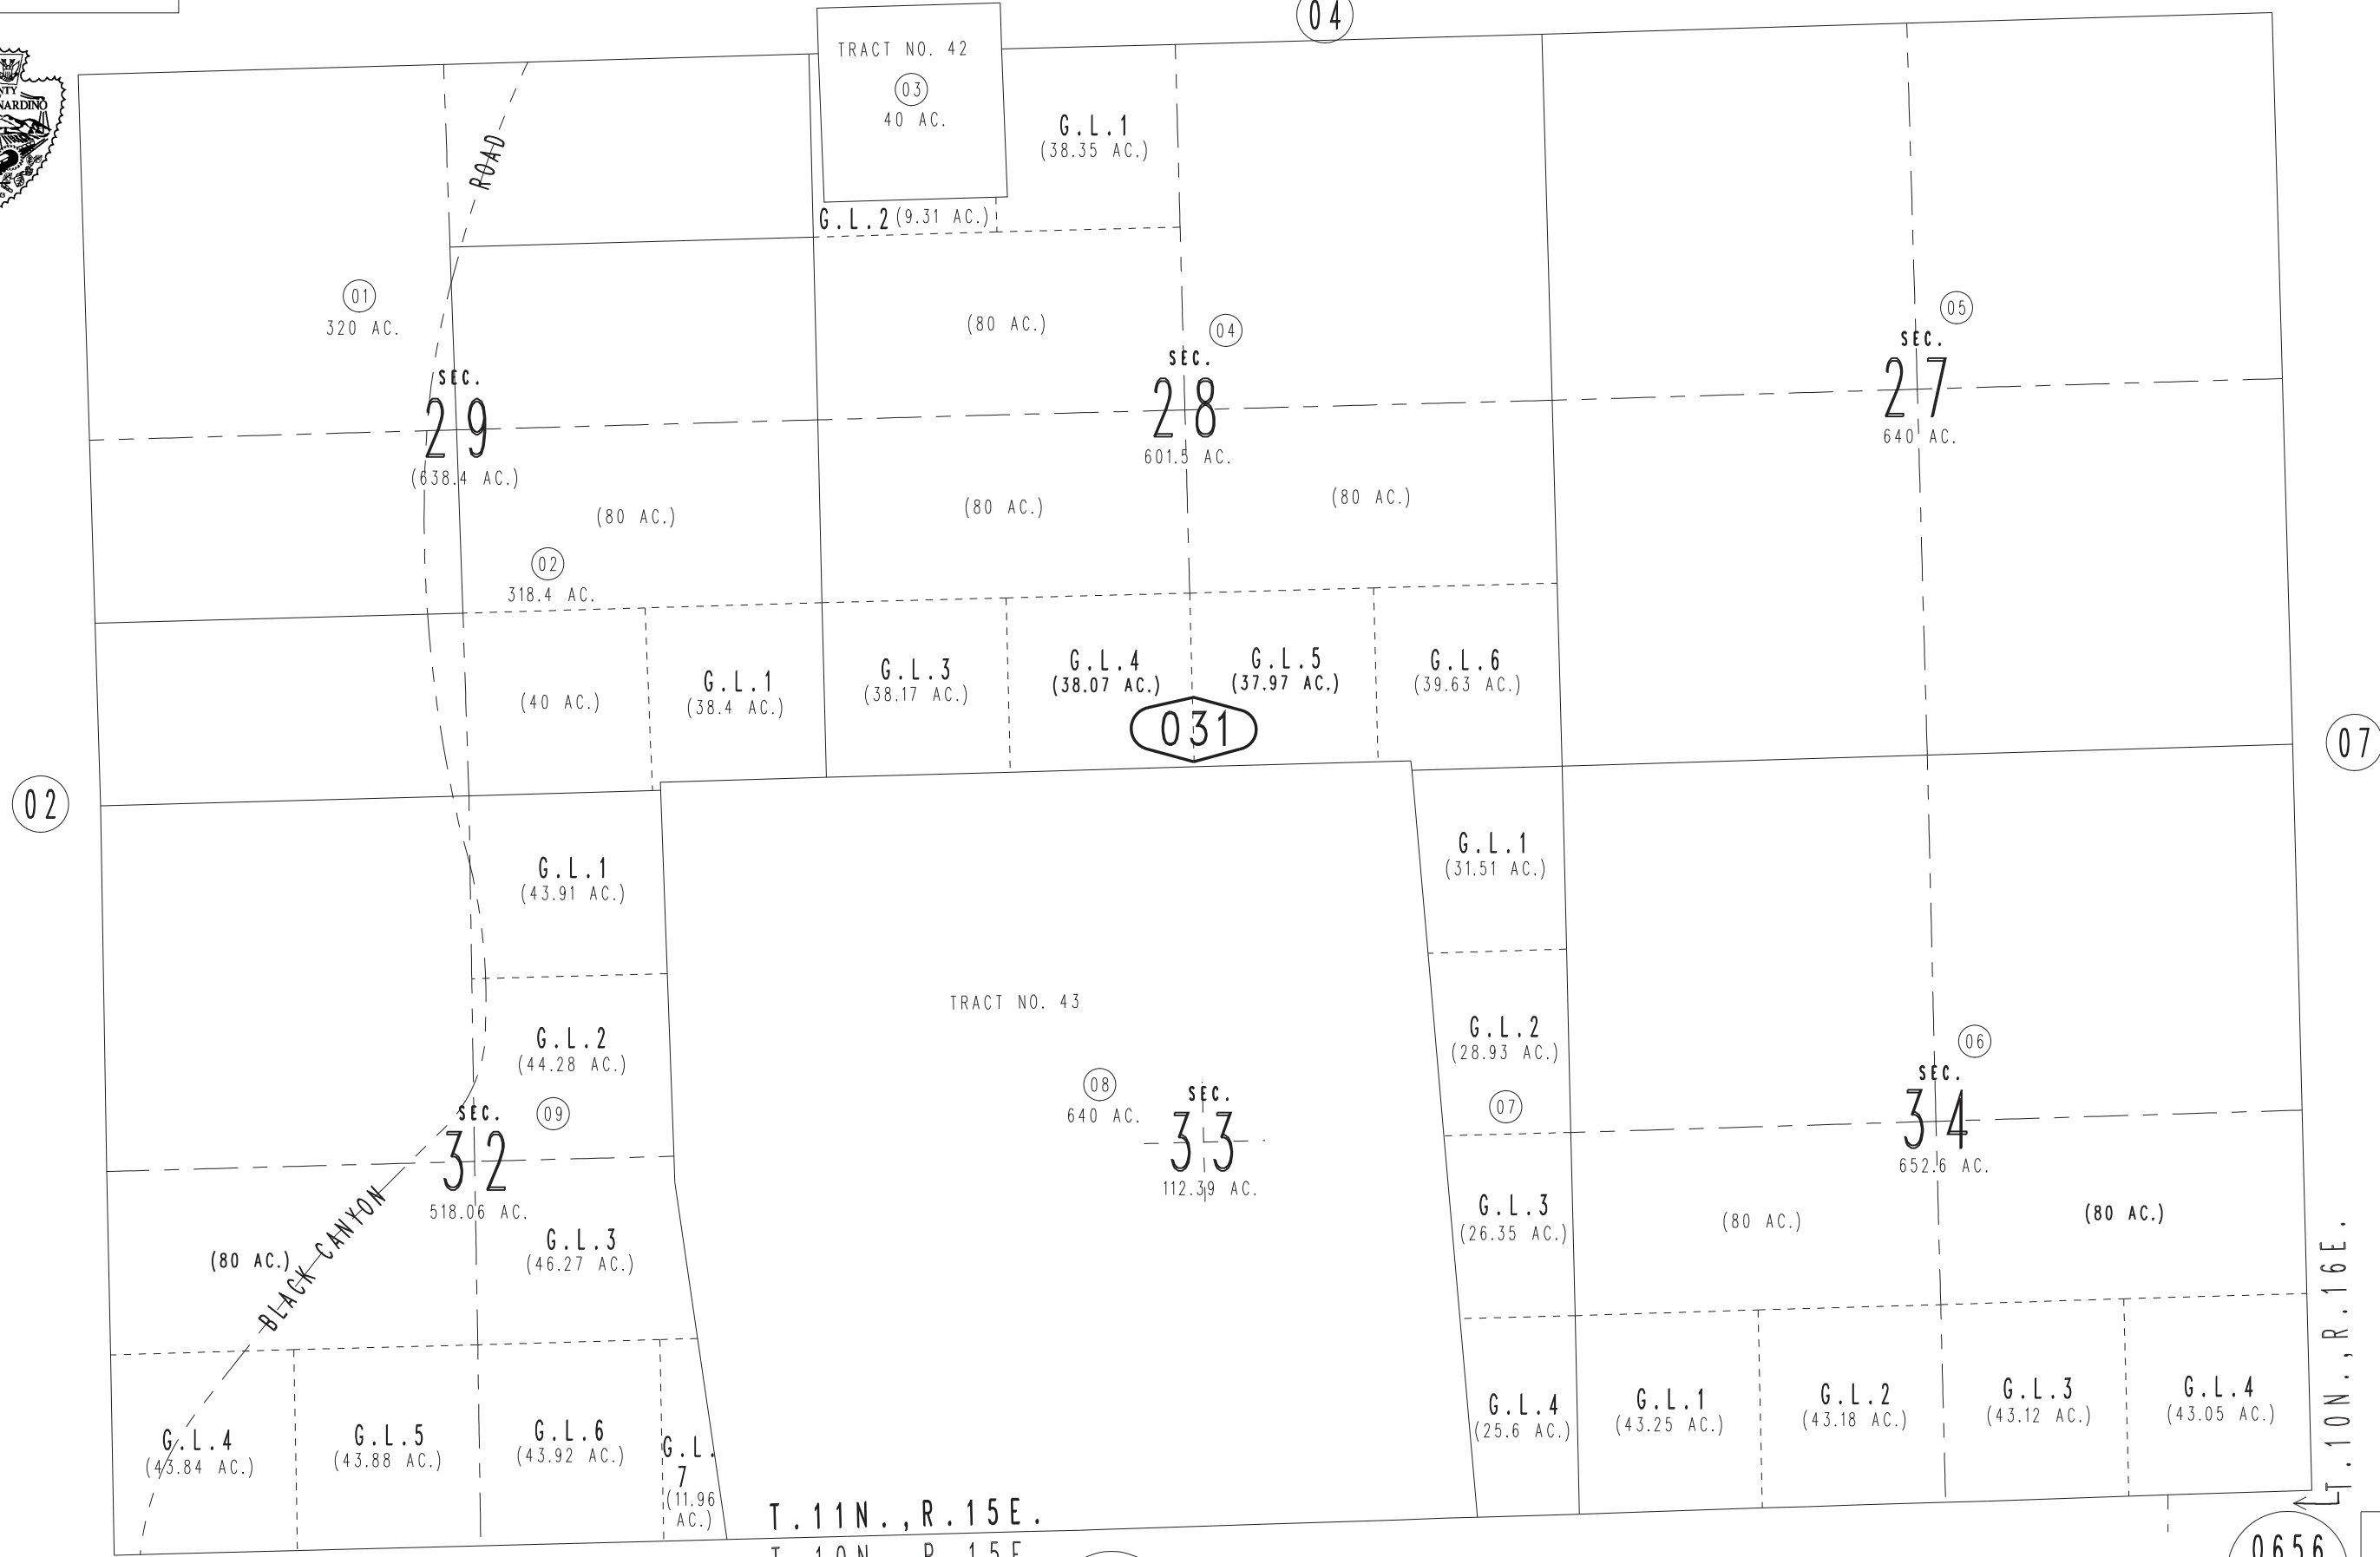 04
NTY
NARDINO
TRACT NO. 42
03
40 AC.
G.L.1
(38.35 AC.)
ROAD
G.L.2 (9.31 AC.)
01
320 AC.
(80 AC.)
04
05
SEC.
29
(638.4 AC.)
SEC.
28
601.5 AC.
SEC.
27
640 AC.
(80 AC.)
(80 AC.)
(80 AC.)
02
318.4 AC.
(40 AC.)
G.L.1
(38.4 AC.)
G.L.3
(38.17 AC.)
G.L.4
(38.07 AC.)
G.L.5
(37.97 AC.)
G.L.6
(39.63 AC.)
031
02
07
G.L.1
(43.91 AC.)
G.L.1
(31.51 AC.)
TRACT NO. 43
G.L.2
(44.28 AC.)
G.L.2
(28.93 AC.)
06
08
640 AC.
07
09
SEC.
32
518.06 AC.
SEC.
33
112.39 AC.
SEC.
34
652.6 AC.
G.L.3
(46.27 AC.)
G.L.3
(26.35 AC.)
(80 AC.)
(80 AC.)
(80 AC.)
BLACK CANYON
G.L.4
(43.84 AC.)
G.L.5
(43.88 AC.)
G.L.6
(43.92 AC.)
G.L.
7
(11.96
AC.)
G.L.4
(25.6 AC.)
G.L.1
(43.25 AC.)
G.L.2
(43.18 AC.)
G.L.3
(43.12 AC.)
G.L.4
(43.05 AC.)
T.10N.,R.16E.
T.11N.,R.15E.
T.10N.,R.15E.
0656